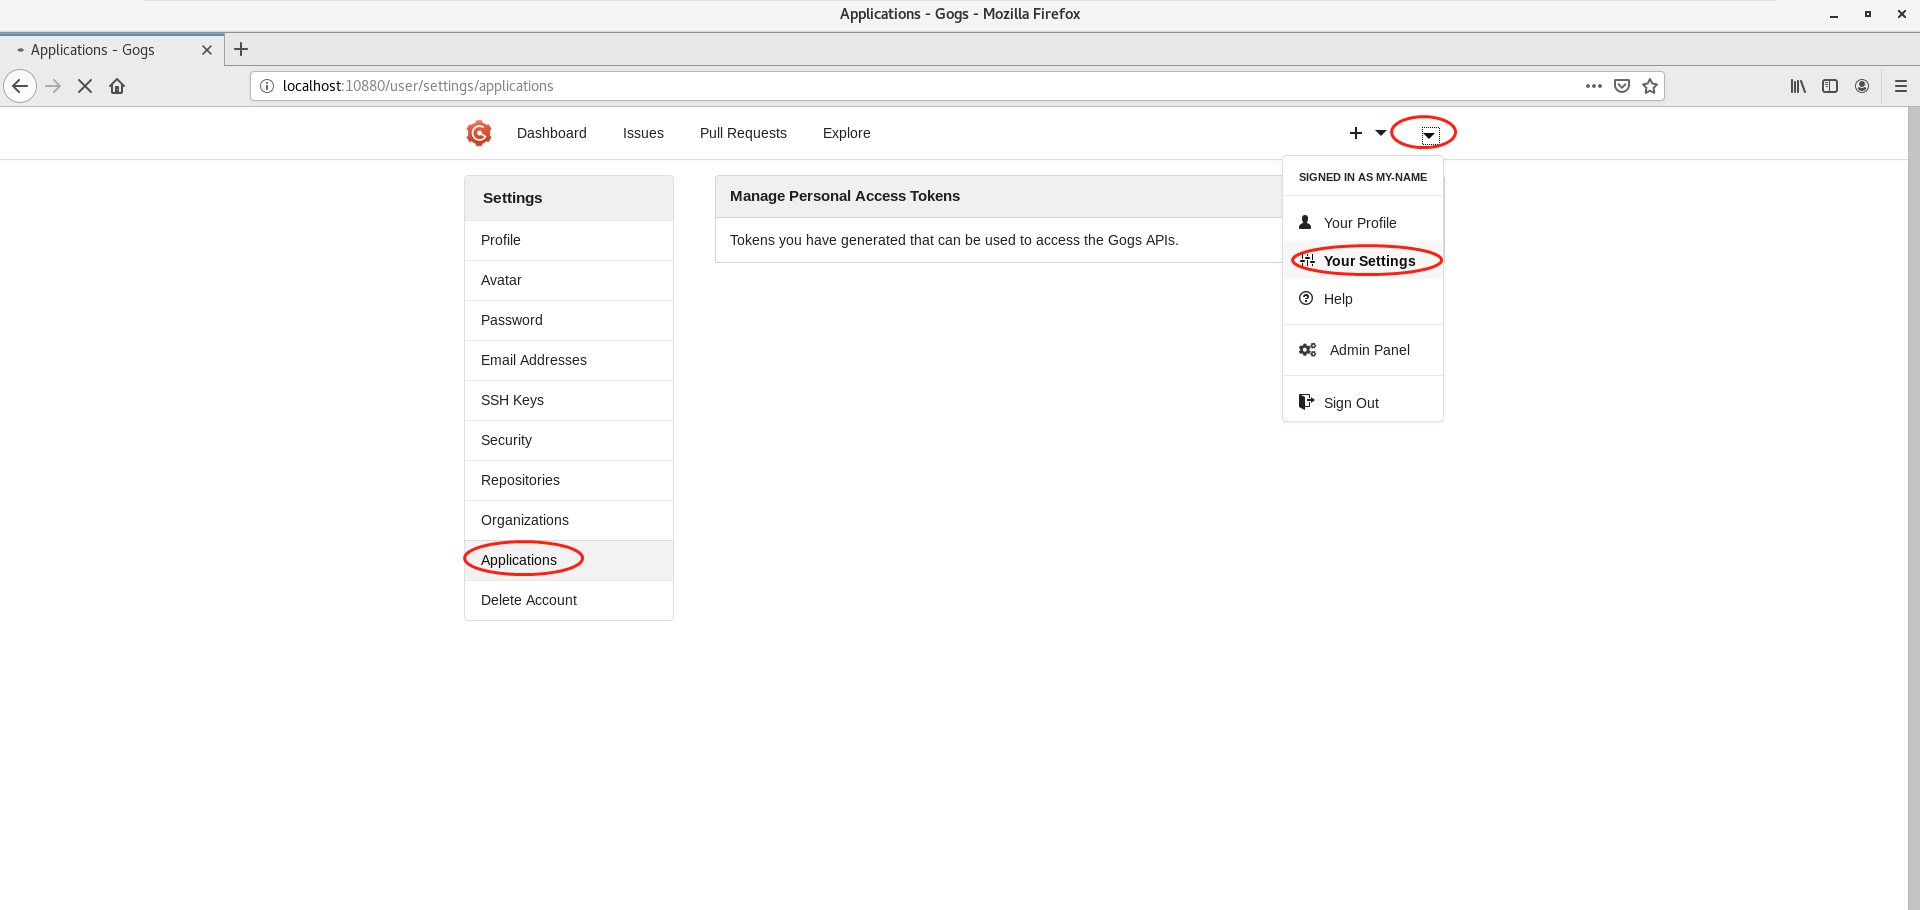 Applications - Gogs - Mozilla Firefox
Applications - Gogs
localhost:10880/user/settings/applications
Dashboard Issues Pull Requests Explore
Settings
Profile
Avatar
Password
Email Addresses
SSH Keys
Security
Repositories
Organizations
Applications
Delete Account
Manage Personal Access Tokens
Tokens you have generated that can be used to access the Gogs APIs.
SIGNED IN AS MY-NAME
Your Profile
Your Settings
Help
Admin Panel
Sign Out